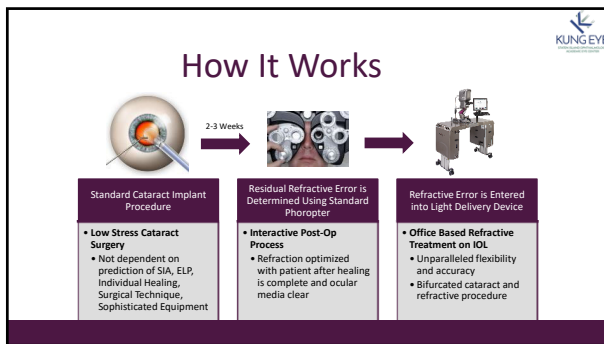 KUNG EYE
How It Works
2-3 Weeks
Standard Cataract Implant
Procedure
• Low Stress Cataract
Surgery
• Not dependent on
prediction of SIA, ELP,
Individual Healing,
Surgical Technique,
Sophisticated Equipment
Residual Refractive Error is
Determined Using Standard
Phoropter
• Interactive Post-Op
Process
• Refraction optimized
with patient after healing
is complete and ocular
media clear
Refractive Error is Entered
into Light Delivery Device
• Office Based Refractive
Treatment on IOL
• Unparalleled flexibility
and accuracy
• Bifurcated cataract and
refractive procedure